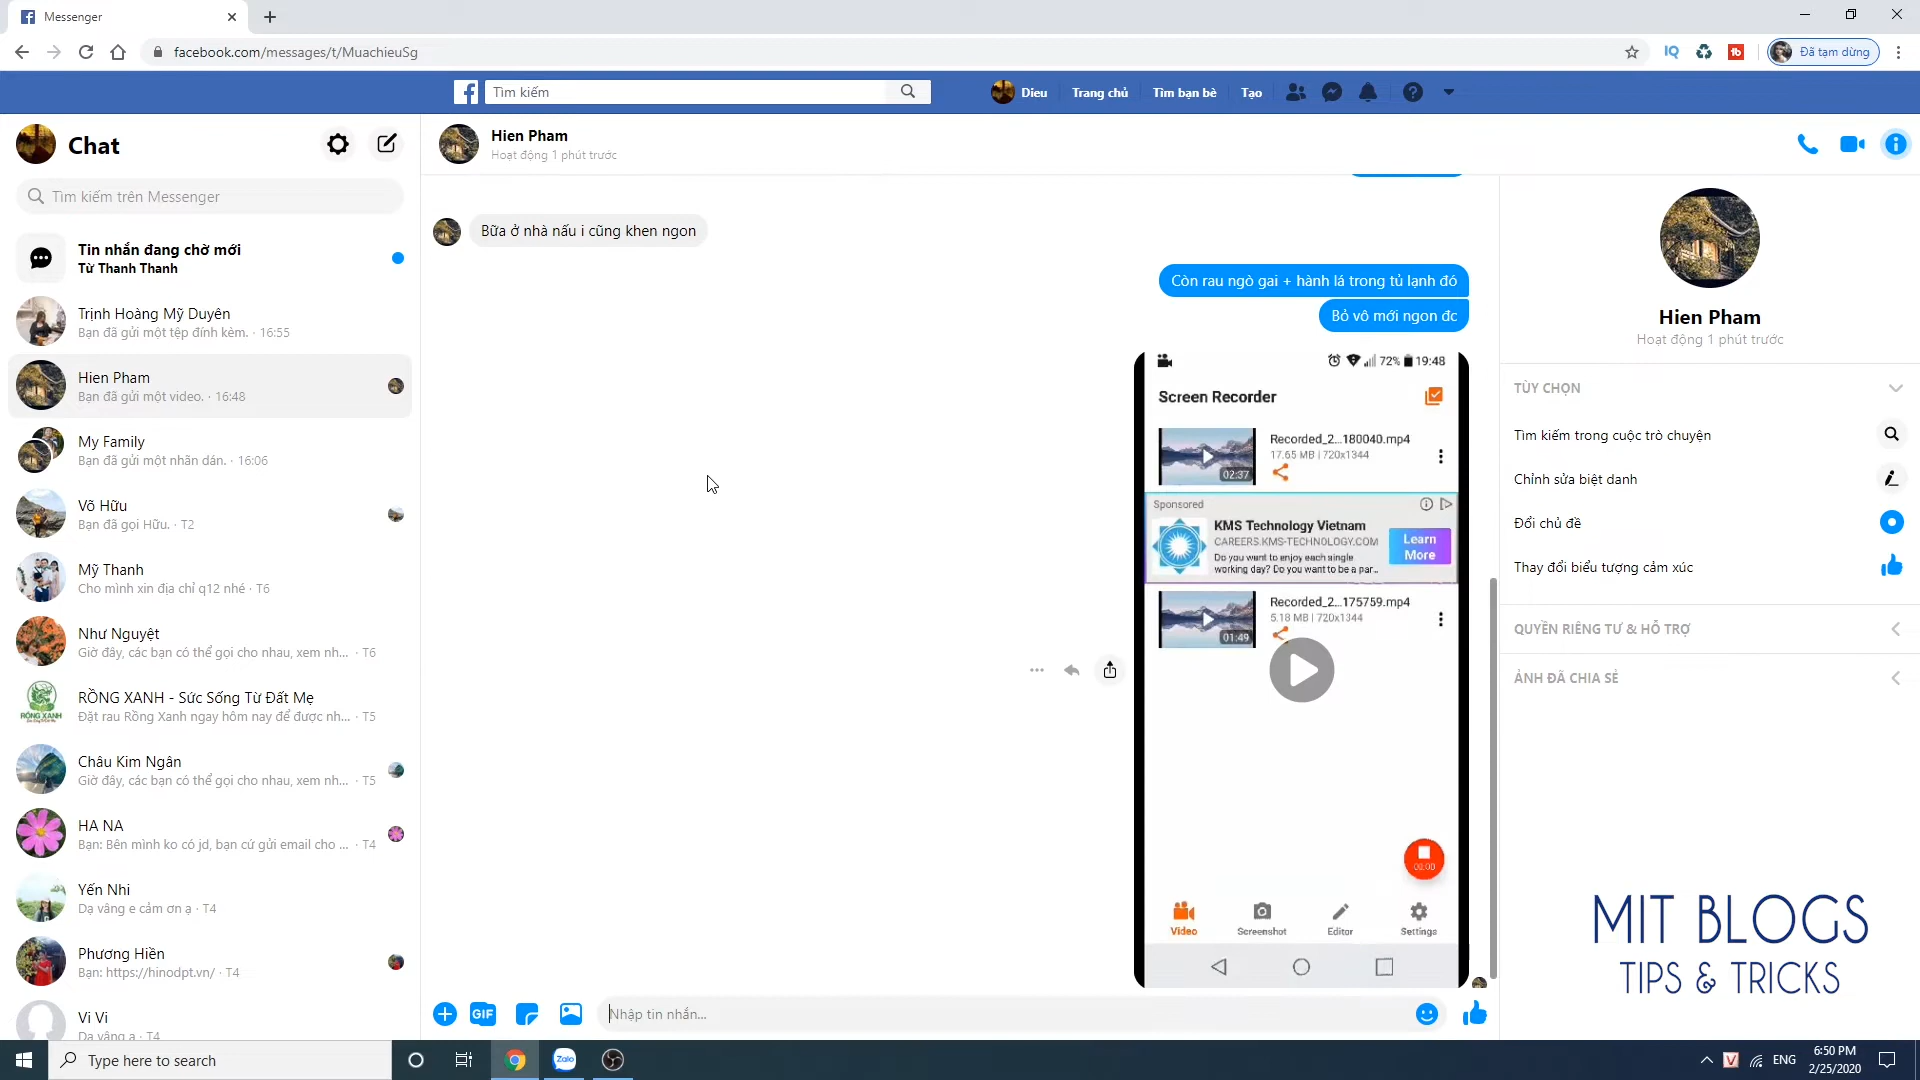 Messenger
facebook.com/messages/t/MuachieuSg
Đã tạm dừng
Tìm kiếm
Dieu
Trang chủ
Tìm bạn bè
Tạo
Chat
Tìm kiếm trên Messenger
Tin nhắn đang chờ mới
Từ Thanh Thanh
Trịnh Hoàng Mỹ Duyên
Bạn đã gửi một tệp đính kèm. · 16:55
Hien Pham
Bạn đã gửi một video. · 16:48
My Family
Bạn đã gửi một nhãn dán. · 16:06
Võ Hữu
Bạn đã gọi Hữu. · T2
Mỹ Thanh
Cho mình xin địa chỉ q12 nhé · T6
Như Nguyệt
Giờ đây, các bạn có thể gọi cho nhau, xem nh... · T6
RỒNG XANH - Sức Sống Từ Đất Mẹ
Đặt rau Rồng Xanh ngay hôm nay để được nh... · T5
Châu Kim Ngân
Giờ đây, các bạn có thể gọi cho nhau, xem nh... · T5
HA NA
Bạn: Bên mình ko có jd, bạn cứ gửi email cho ... · T4
Yến Nhi
Dạ vâng e cảm ơn ạ · T4
Phương Hiền
Bạn: https://hinodpt.vn/ · T4
Vi Vi
Dạ vâng ạ · T4
Hien Pham
Hoạt động 1 phút trước
Bữa ở nhà nấu i cũng khen ngon
Còn rau ngò gai + hành lá trong tủ lạnh đó
Bỏ vô mới ngon đc
72% 19:48
Screen Recorder
Recorded_2...180040.mp4
17.65 MB | 720x1344
02:37
Sponsored
KMS Technology Vietnam
CAREERS.KMS-TECHNOLOGY.COM
Do you want to enjoy each single
working day? Do you want to be a par...
Learn
More
Recorded_2...175759.mp4
5.18 MB | 720x1344
01:49
00:00
Video
Screenshot
Editor
Settings
GIF
Nhập tin nhắn...
Hien Pham
Hoạt động 1 phút trước
TÙY CHỌN
Tìm kiếm trong cuộc trò chuyện
Chỉnh sửa biệt danh
Đổi chủ đề
Thay đổi biểu tượng cảm xúc
QUYỀN RIÊNG TƯ & HỖ TRỢ
ẢNH ĐÃ CHIA SẺ
MIT BLOGS
TIPS & TRICKS
Type here to search
Zalo
ENG
6:50 PM
2/25/2020